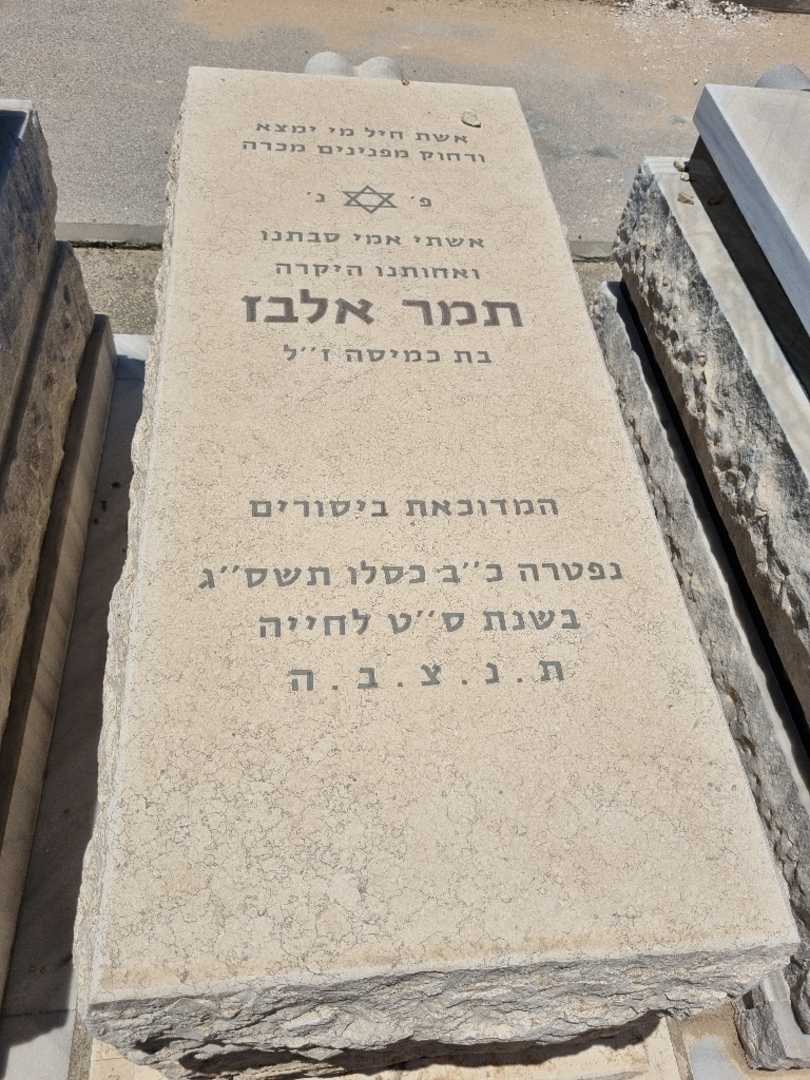 אשת חיל מי ימצא
ורחוק מפנינים מכרה
פ׳ נ׳
אשתי אמי סבתנו
ואחותנו היקרה
תמר אלבז
בת כמיסה ז׳׳ל
המדוכאת ביסורים
נפטרה כ׳׳ב כסלו תשס׳׳ג
בשנת ס׳׳ט לחייה
ת . נ . צ . ב . ה